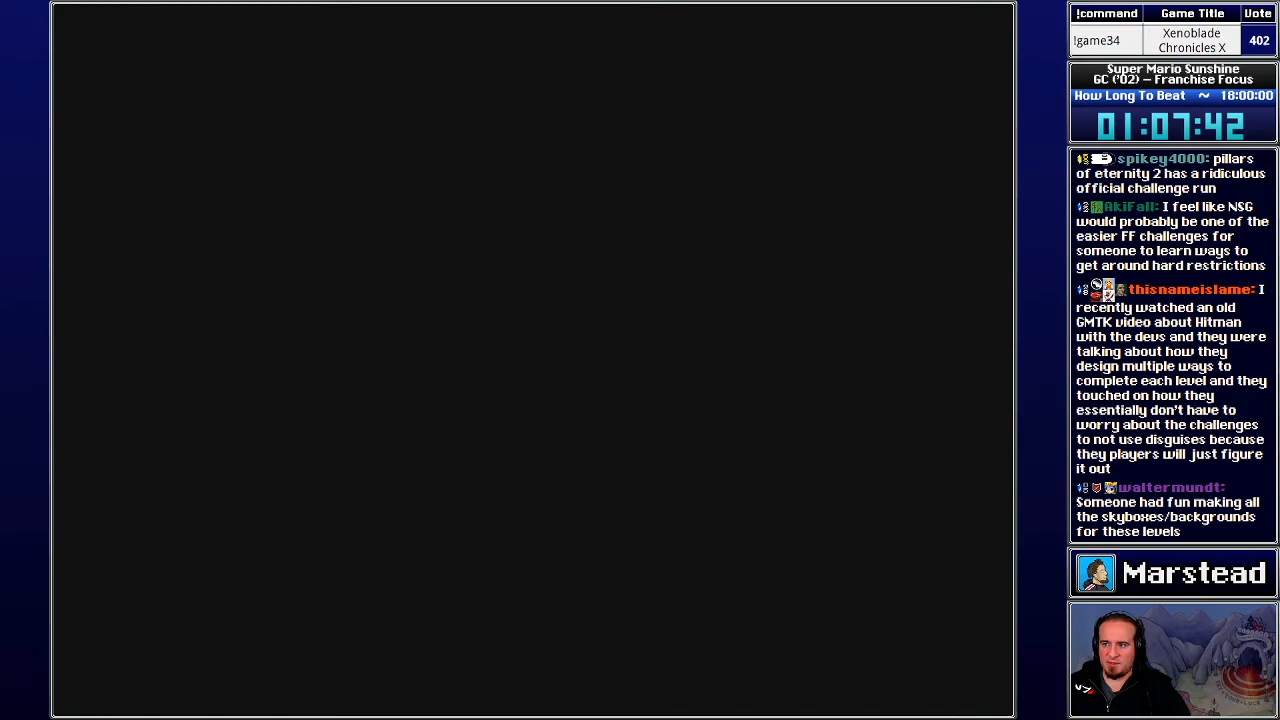 !command Game Title Vote
!game34 Xenoblade Chronicles X 402
Super Mario Sunshine
GC ('02) – Franchise Focus
How Long To Beat ~ 18:00:00
01:07:42
spikey4000: pillars
of eternity 2 has a ridiculous
official challenge run
AkiFall: I feel like NSG
would probably be one of the
easier FF challenges for
someone to learn ways to
get around hard restrictions
thisnameislame: I
recently watched an old
GMTK video about Hitman
with the devs and they were
talking about how they
design multiple ways to
complete each level and they
touched on how they
essentially don't have to
worry about the challenges
to not use disguises because
they players will just figure
it out
waltermundt:
Someone had fun making all
the skyboxes/backgrounds
for these levels
Marstead